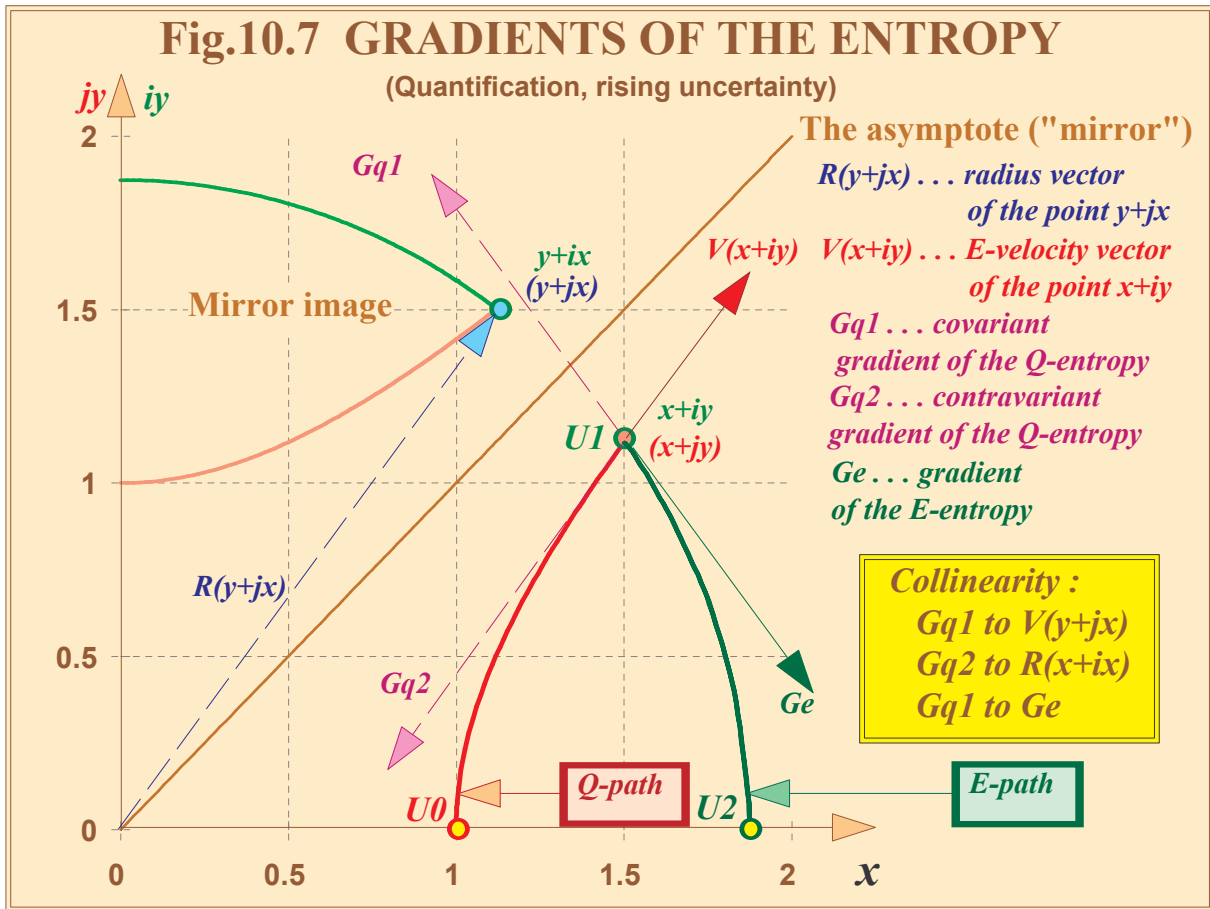 Fig.10.7 GRADIENTS OF THE ENTROPY
(Quantification, rising uncertainty)
jy iy
The asymptote ("mirror")
2
Gq1
R(y+jx) . . . radius vector
of the point y+jx
y+ix
(y+jx)
V(x+iy)
V(x+iy) . . . E-velocity vector
of the point x+iy
1.5
Mirror image
Gq1 . . . covariant
gradient of the Q-entropy
Gq2 . . . contravariant
gradient of the Q-entropy
U1
x+iy
(x+jy)
Ge . . . gradient
of the E-entropy
1
R(y+jx)
Collinearity :
Gq1 to V(y+jx)
Gq2 to R(x+ix)
Gq1 to Ge
0.5
Gq2
Ge
Q-path
E-path
U0
U2
0
0 0.5 1 1.5 2 x